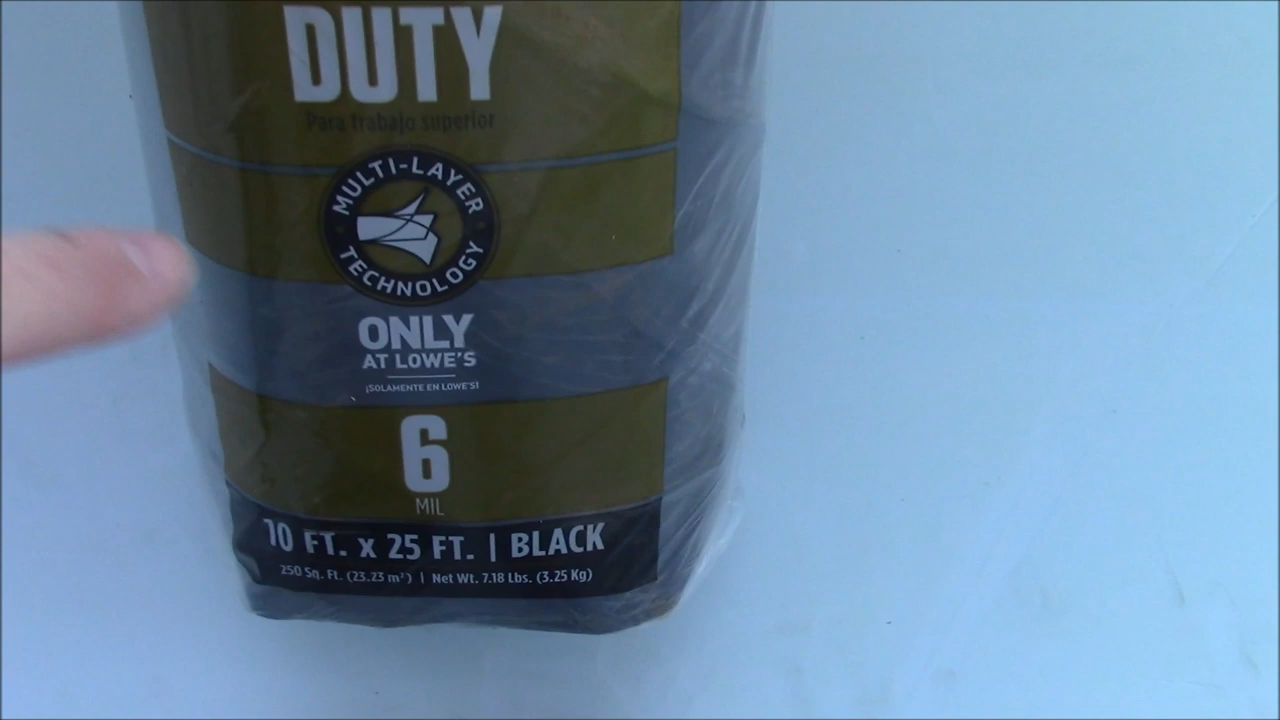 DUTY
Para trabajo superior
MULTI-LAYER
TECHNOLOGY
ONLY
AT LOWE'S
¡SOLAMENTE EN LOWE'S!
6
MIL
10 FT. x 25 FT. | BLACK
250 Sq. Ft. (23.23 m²) | Net Wt. 7.18 Lbs. (3.25 Kg)